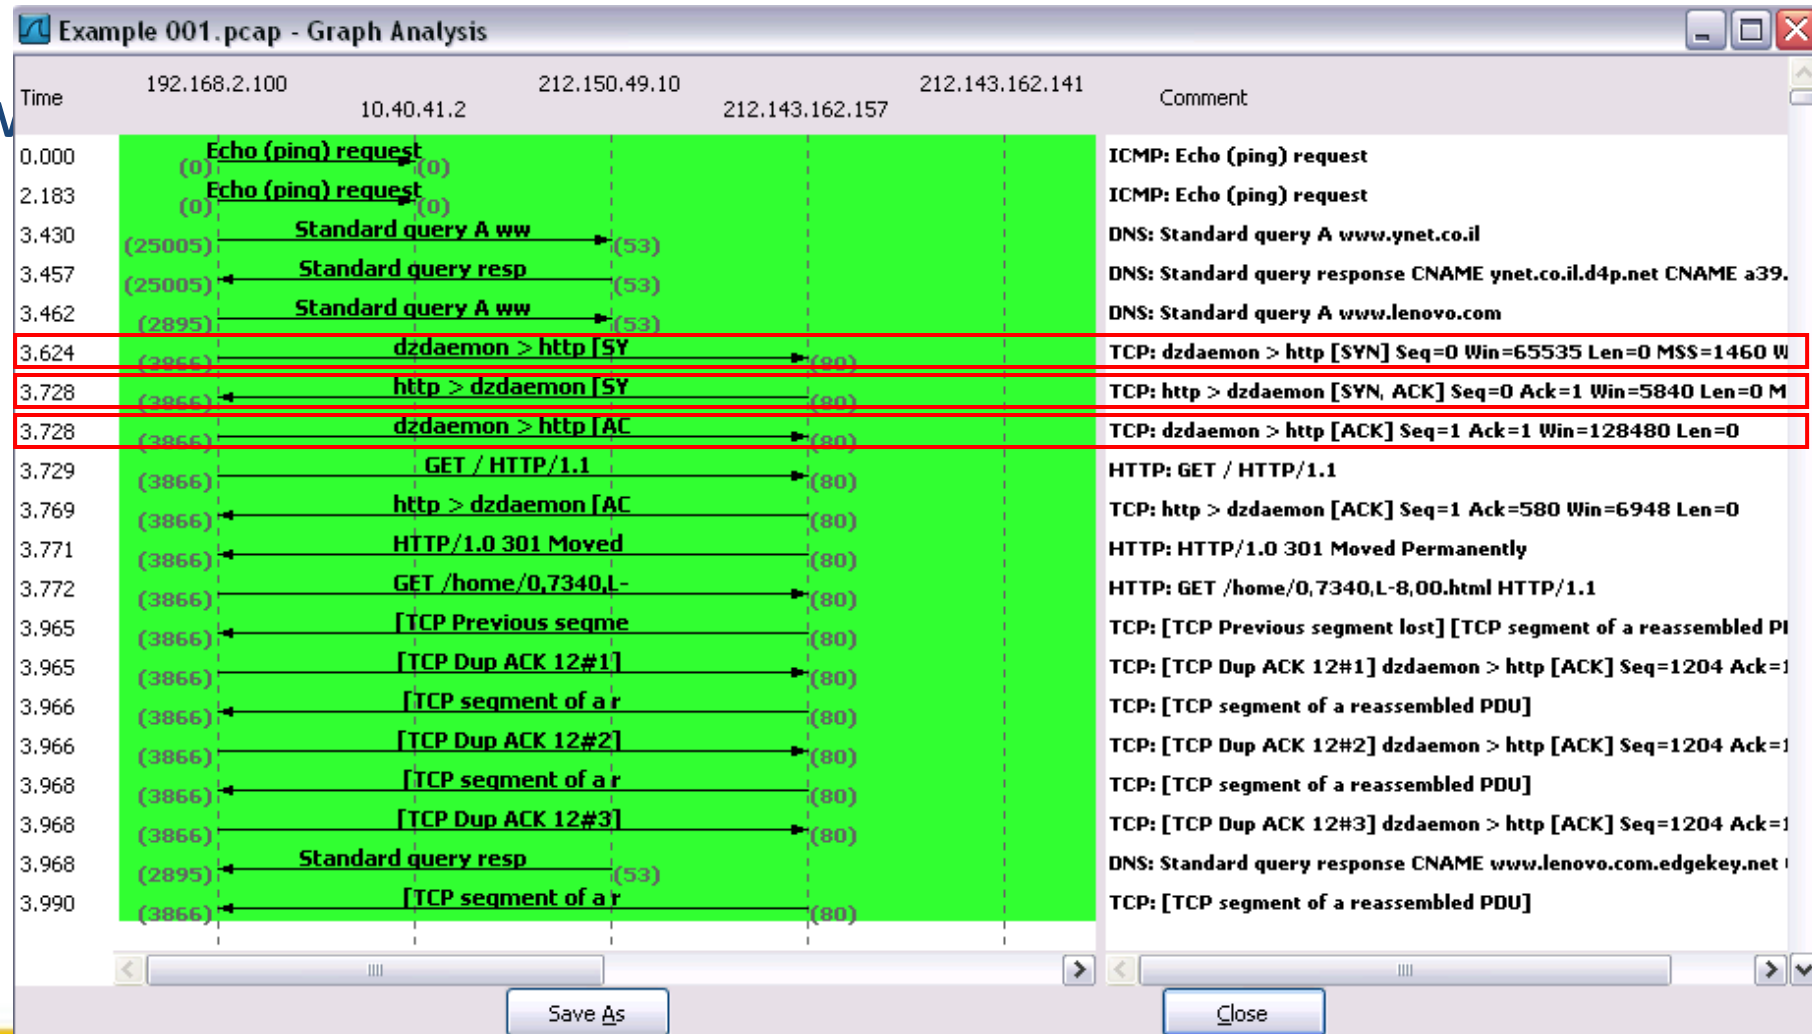 Example 001.pcap - Graph Analysis
Time 192.168.2.100 10.40.41.2 212.150.49.10 212.143.162.157 212.143.162.141 Comment
0.000 Echo (ping) request (0) (0) ICMP: Echo (ping) request
2.183 Echo (ping) request (0) (0) ICMP: Echo (ping) request
3.430 Standard query A ww (25005) (53) DNS: Standard query A www.ynet.co.il
3.457 Standard query resp (25005) (53) DNS: Standard query response CNAME ynet.co.il.d4p.net CNAME a39.
3.462 Standard query A ww (2895) (53) DNS: Standard query A www.lenovo.com
3.624 dzdaemon > http [SY (3866) (80) TCP: dzdaemon > http [SYN] Seq=0 Win=65535 Len=0 MSS=1460 W
3.728 http > dzdaemon [SY (3866) (80) TCP: http > dzdaemon [SYN, ACK] Seq=0 Ack=1 Win=5840 Len=0 M
3.728 dzdaemon > http [AC (3866) (80) TCP: dzdaemon > http [ACK] Seq=1 Ack=1 Win=128480 Len=0
3.729 GET / HTTP/1.1 (3866) (80) HTTP: GET / HTTP/1.1
3.769 http > dzdaemon [AC (3866) (80) TCP: http > dzdaemon [ACK] Seq=1 Ack=580 Win=6948 Len=0
3.771 HTTP/1.0 301 Moved (3866) (80) HTTP: HTTP/1.0 301 Moved Permanently
3.772 GET /home/0,7340,L- (3866) (80) HTTP: GET /home/0,7340,L-8,00.html HTTP/1.1
3.965 [TCP Previous segme (3866) (80) TCP: [TCP Previous segment lost] [TCP segment of a reassembled
3.965 [TCP Dup ACK 12#1] (3866) (80) TCP: [TCP Dup ACK 12#1] dzdaemon > http [ACK] Seq=1204 Ack=1
3.966 [TCP segment of a r (3866) (80) TCP: [TCP segment of a reassembled PDU]
3.966 [TCP Dup ACK 12#2] (3866) (80) TCP: [TCP Dup ACK 12#2] dzdaemon > http [ACK] Seq=1204 Ack=1
3.968 [TCP segment of a r (3866) (80) TCP: [TCP segment of a reassembled PDU]
3.968 [TCP Dup ACK 12#3] (3866) (80) TCP: [TCP Dup ACK 12#3] dzdaemon > http [ACK] Seq=1204 Ack=1
3.968 Standard query resp (2895) (53) DNS: Standard query response CNAME www.lenovo.com.edgekey.net
3.990 [TCP segment of a r (3866) (80) TCP: [TCP segment of a reassembled PDU]
Save As Close